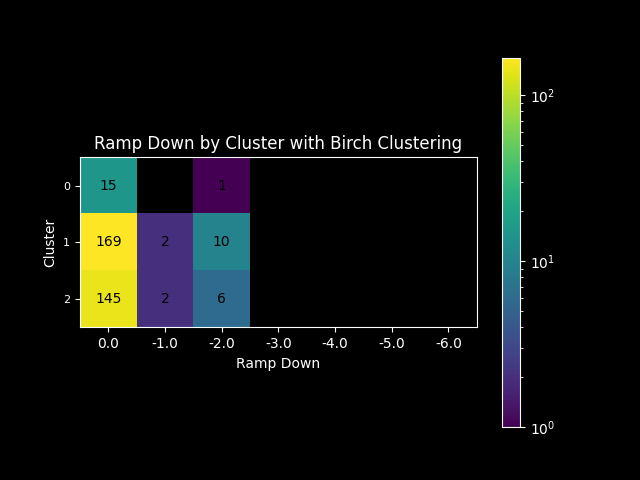 Ramp Down by Cluster with Birch Clustering
10²
0 15 1
1 169 2 10
10¹
2 145 2 6
0.0 -1.0 -2.0 -3.0 -4.0 -5.0 -6.0
10⁰
Cluster
Ramp Down